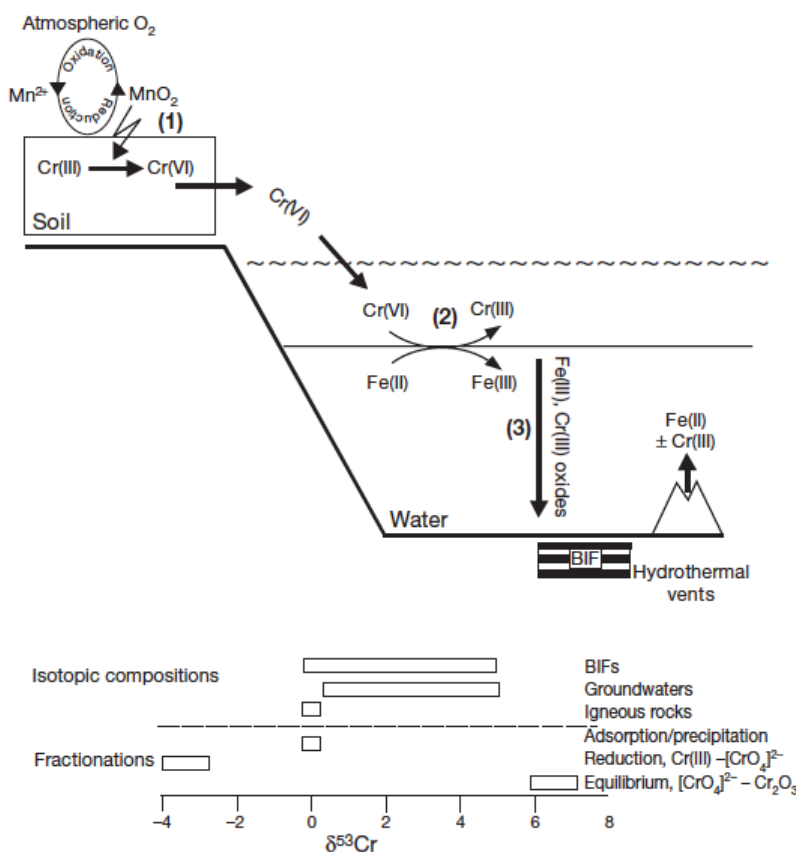 Atmospheric O₂
Oxidation
Mn²⁺
MnO₂
Reduction
(1)
Cr(III)
Cr(VI)
Soil
Cr(VI)
~ ~ ~ ~ ~ ~ ~ ~ ~ ~ ~ ~ ~ ~ ~ ~ ~ ~ ~ ~ ~ ~ ~ ~ ~ ~ ~ ~ ~ ~
Cr(VI)
(2)
Cr(III)
Fe(II)
Fe(III)
(3)
Fe(III), Cr(III) oxides
Fe(II)
± Cr(III)
Water
BIF
Hydrothermal
vents
Isotopic compositions
BIFs
Groundwaters
Igneous rocks
Fractionations
Adsorption/precipitation
Reduction, Cr(III) –[CrO₄]²⁻
Equilibrium, [CrO₄]²⁻ – Cr₂O₃
–4 –2 0 2 4 6 8
δ⁵³Cr